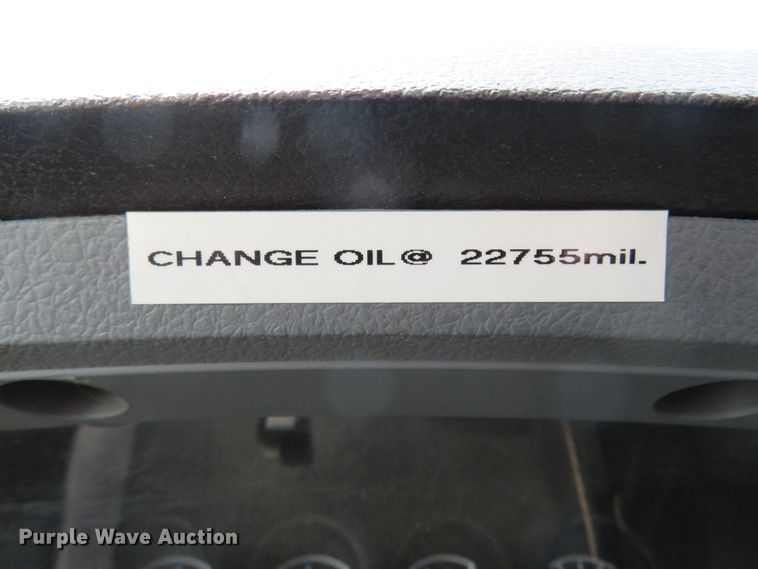 CHANGE OIL@ 22755mil.
Purple Wave Auction